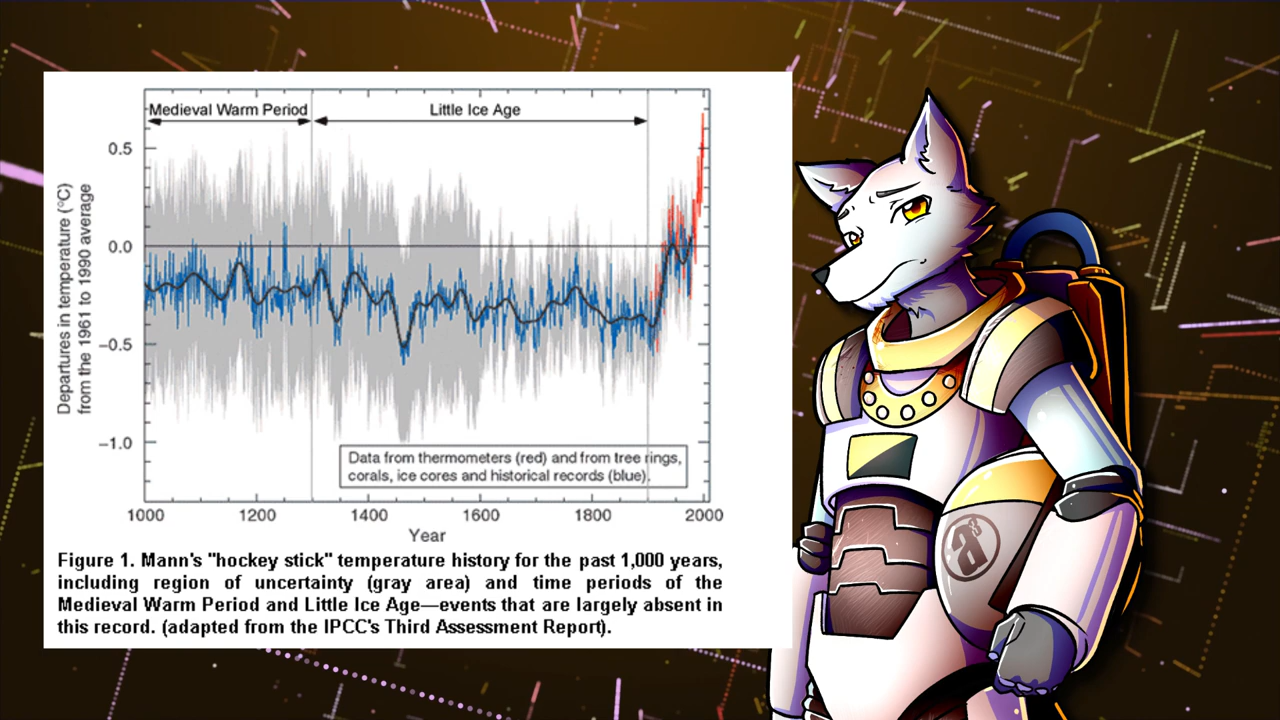 Medieval Warm Period
Little Ice Age
0.5
0.0
−0.5
−1.0
Departures in temperature (°C)
from the 1961 to 1990 average
Data from thermometers (red) and from tree rings,
corals, ice cores and historical records (blue).
1000 1200 1400 1600 1800 2000
Year
Figure 1. Mann's "hockey stick" temperature history for the past 1,000 years,
including region of uncertainty (gray area) and time periods of the
Medieval Warm Period and Little Ice Age—events that are largely absent in
this record. (adapted from the IPCC's Third Assessment Report).